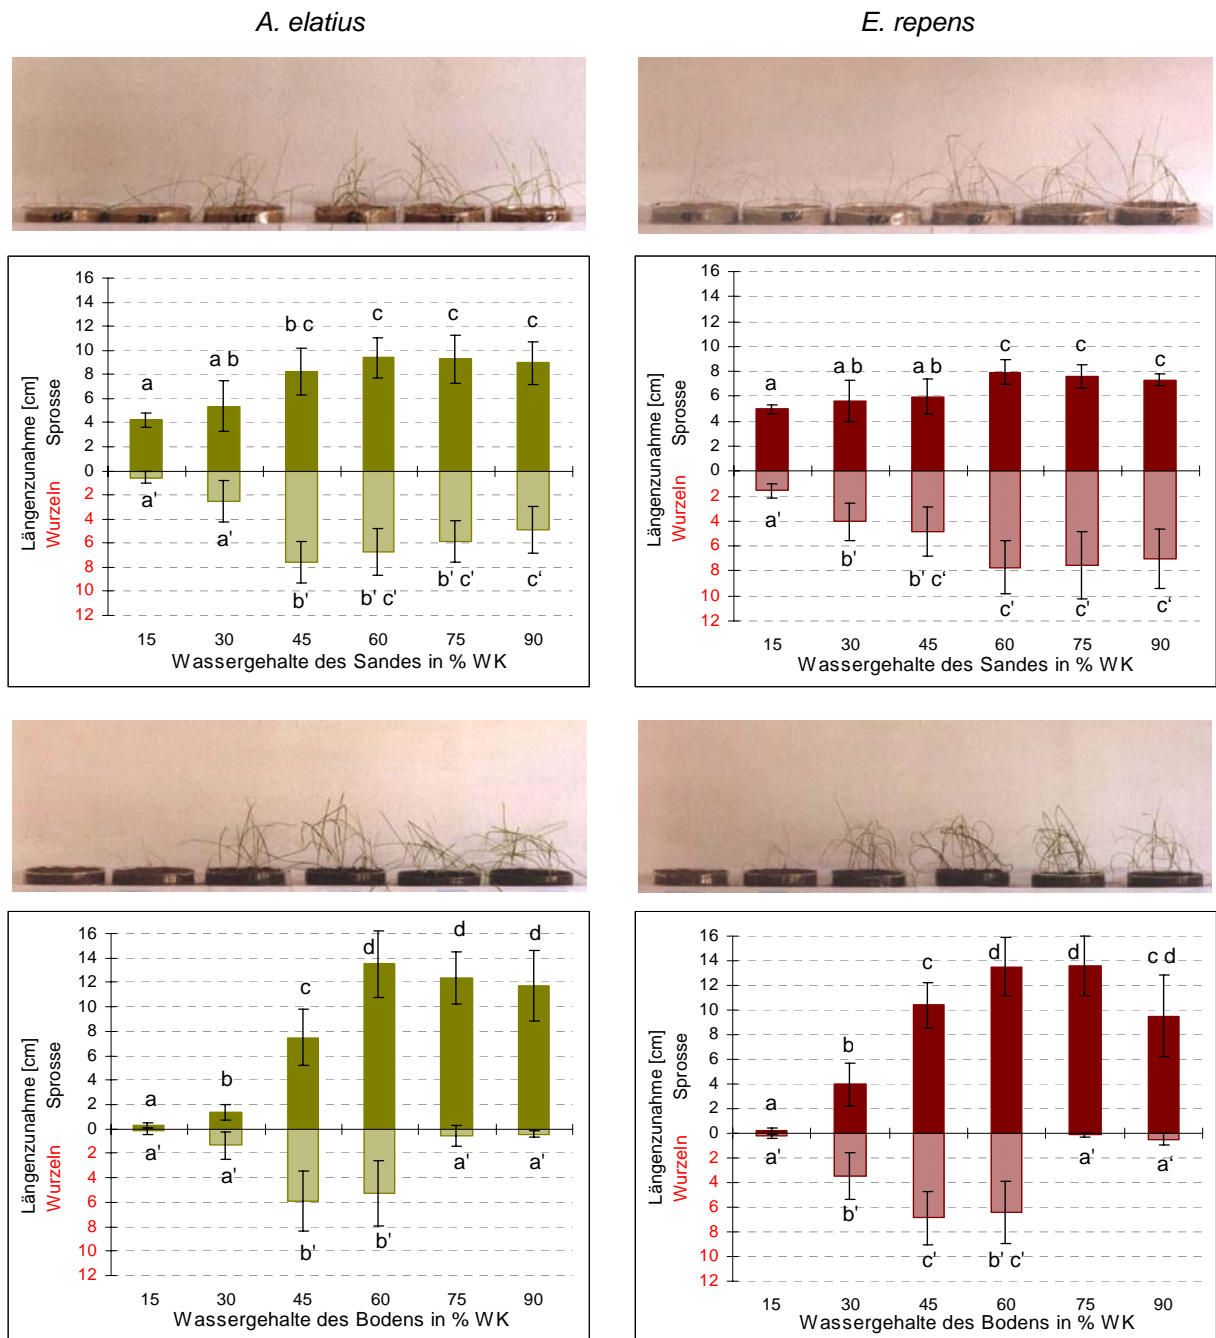 A. elatius
E. repens
16
14
12
10
8
6
4
2
0
2
4
6
8
10
12
Längenzunahme [cm]
Wurzeln Sprosse
a a b b c c c c
a' a' b' b' c' b' c' c‘
15 30 45 60 75 90
Wassergehalte des Sandes in % WK
16
14
12
10
8
6
4
2
0
2
4
6
8
10
12
Längenzunahme [cm]
Wurzeln Sprosse
a a b a b c c c
a' b' b' c‘ c' c' c‘
15 30 45 60 75 90
Wassergehalte des Sandes in % WK
16
14
12
10
8
6
4
2
0
2
4
6
8
10
12
Längenzunahme [cm]
Wurzeln Sprosse
a b c d d d
a' a' b' b' a' a'
15 30 45 60 75 90
Wassergehalte des Bodens in % WK
16
14
12
10
8
6
4
2
0
2
4
6
8
10
12
Längenzunahme [cm]
Wurzeln Sprosse
a b c d d c d
a' b' c' b' c' a' a‘
15 30 45 60 75 90
Wassergehalte des Bodens in % WK